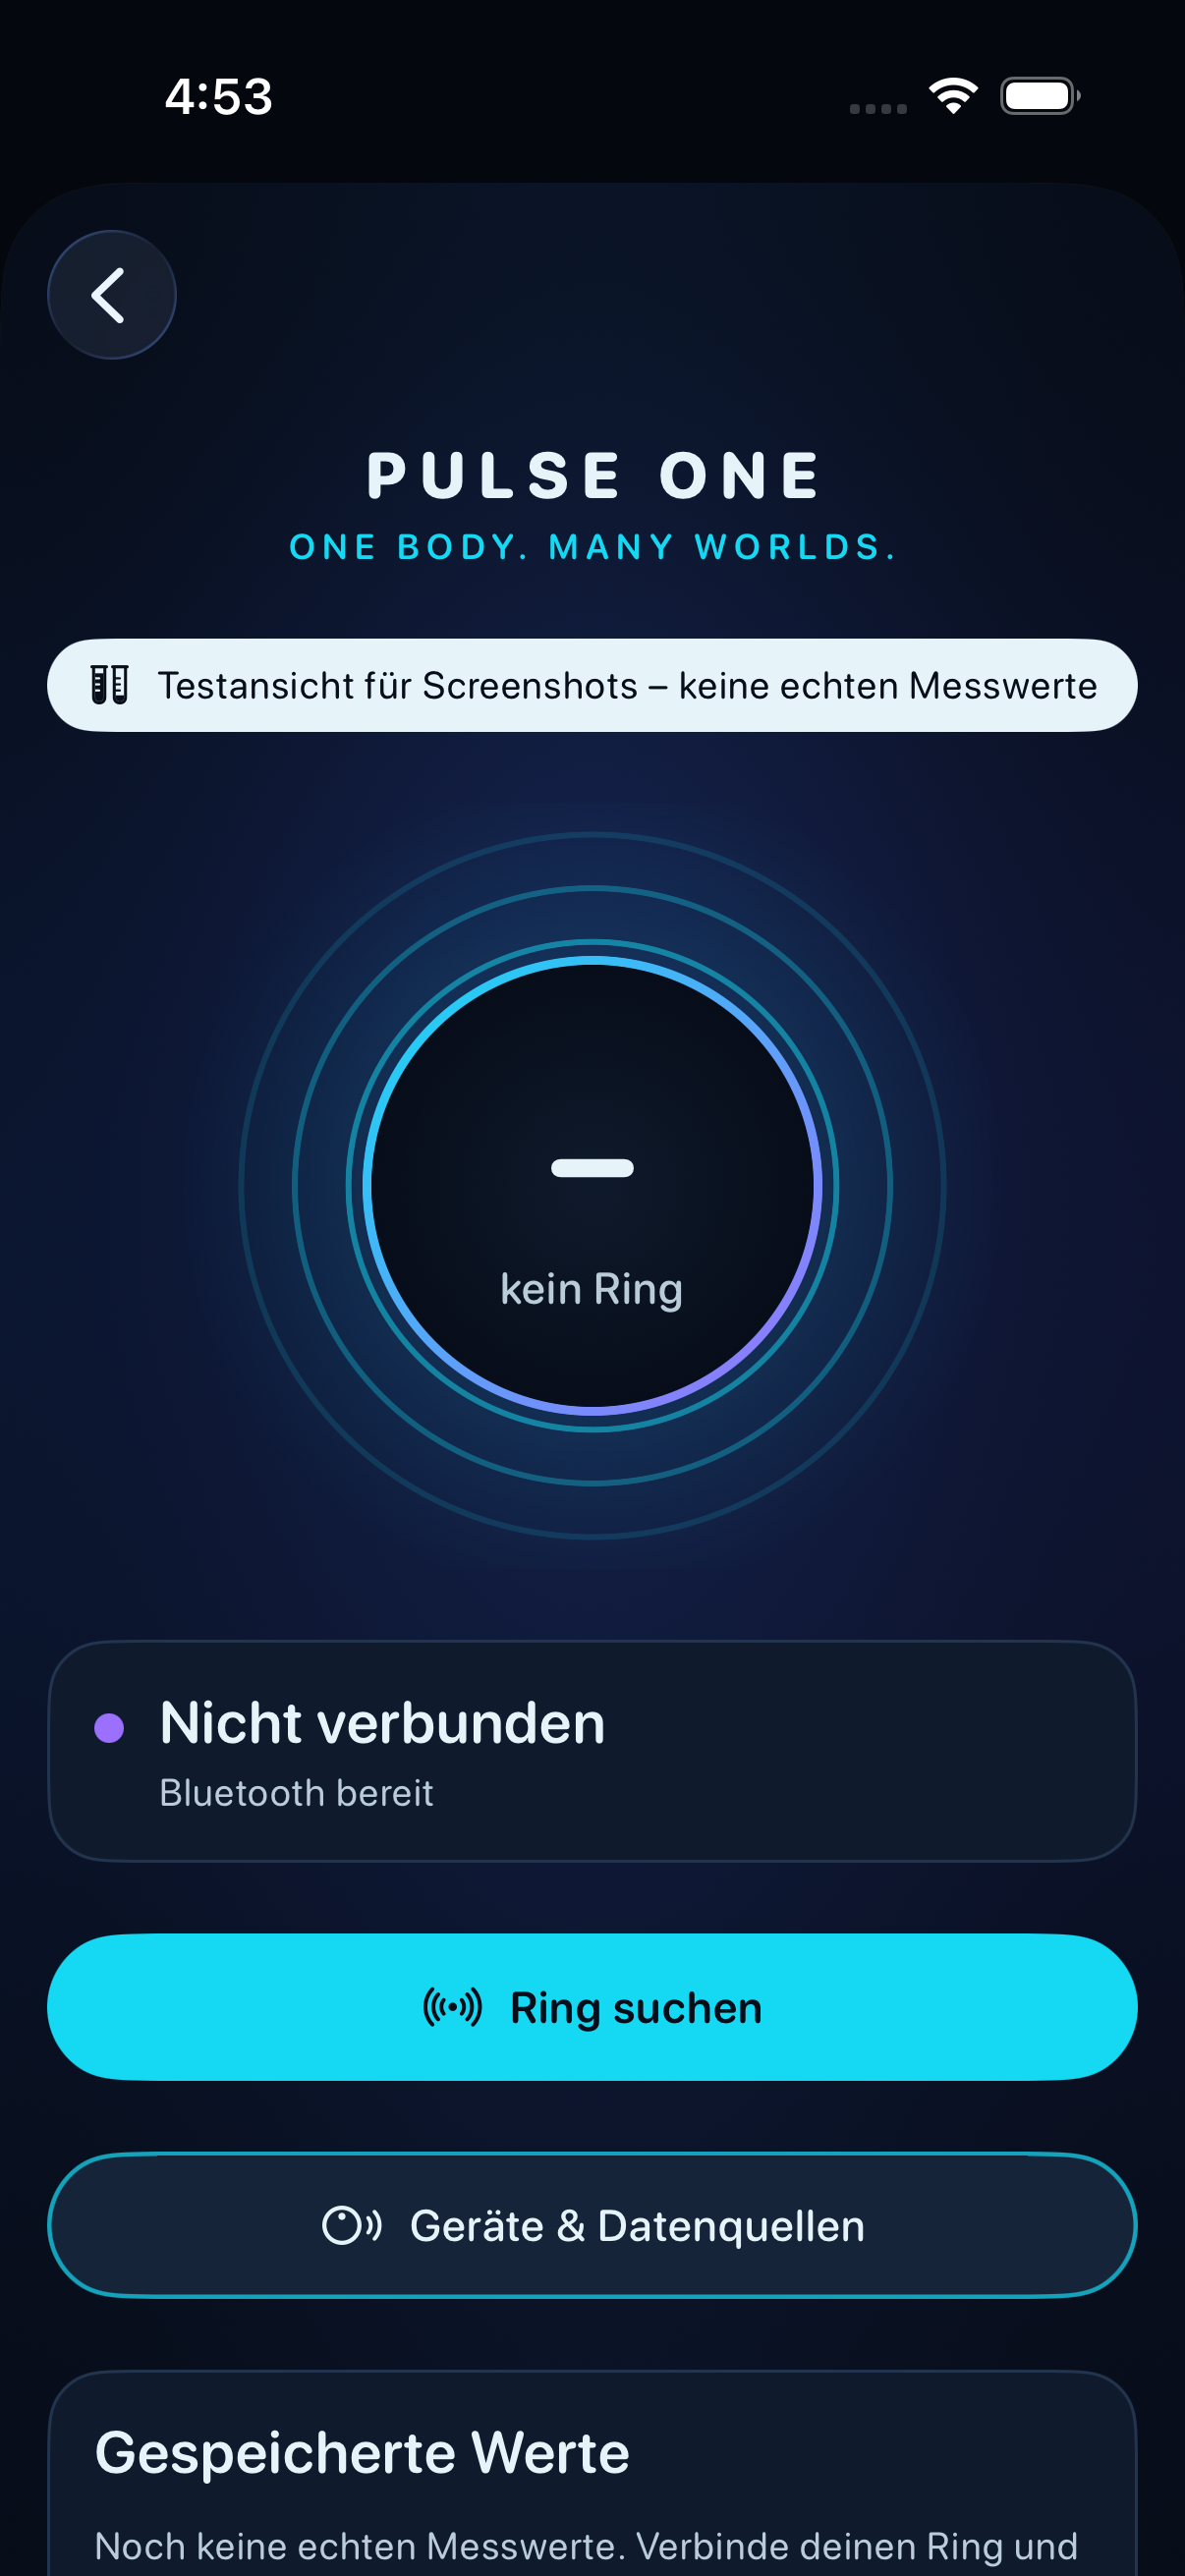 4:53
PULSE ONE
ONE BODY. MANY WORLDS.
Testansicht für Screenshots – keine echten Messwerte
–
kein Ring
Nicht verbunden
Bluetooth bereit
Ring suchen
Geräte & Datenquellen
Gespeicherte Werte
Noch keine echten Messwerte. Verbinde deinen Ring und